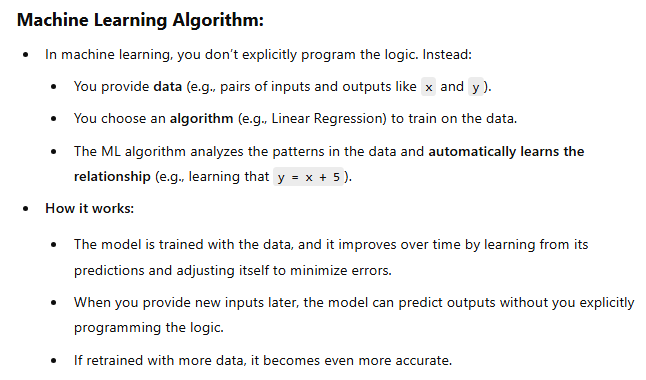 Machine Learning Algorithm:
• In machine learning, you don't explicitly program the logic. Instead:
• You provide data (e.g., pairs of inputs and outputs like x and y).
• You choose an algorithm (e.g., Linear Regression) to train on the data.
• The ML algorithm analyzes the patterns in the data and automatically learns the
relationship (e.g., learning that y = x + 5).
• How it works:
• The model is trained with the data, and it improves over time by learning from its
predictions and adjusting itself to minimize errors.
• When you provide new inputs later, the model can predict outputs without you explicitly
programming the logic.
• If retrained with more data, it becomes even more accurate.